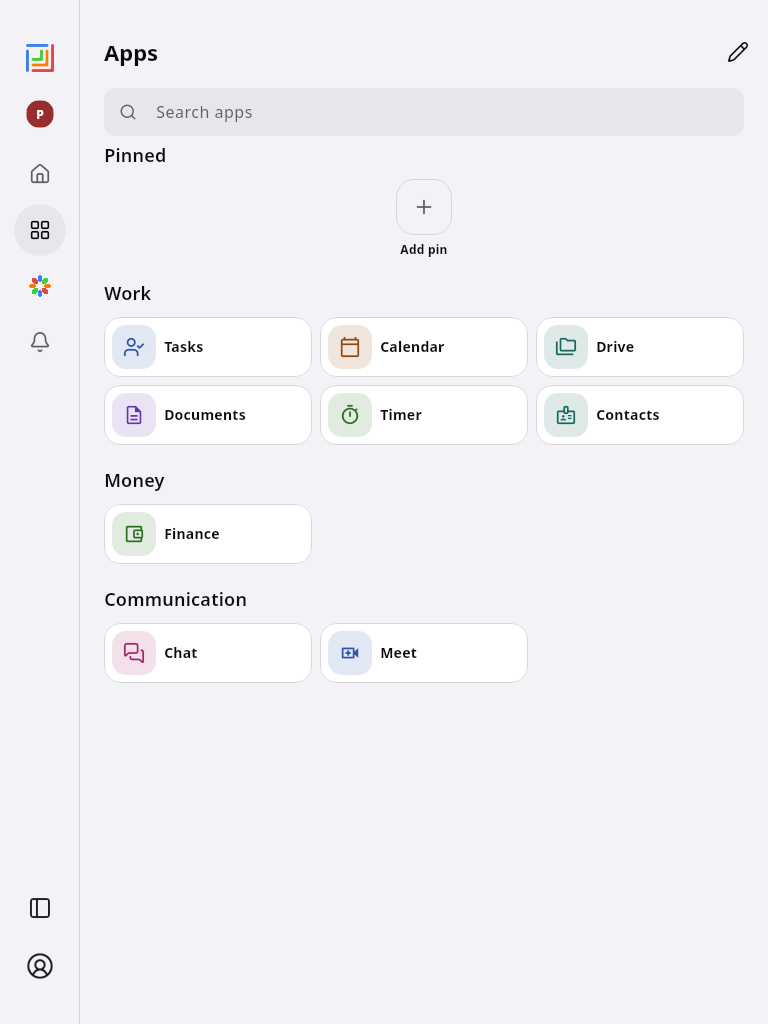 Apps
P
Search apps
Pinned
Add pin
Work
Tasks
Calendar
Drive
Documents
Timer
Contacts
Money
Finance
Communication
Chat
Meet